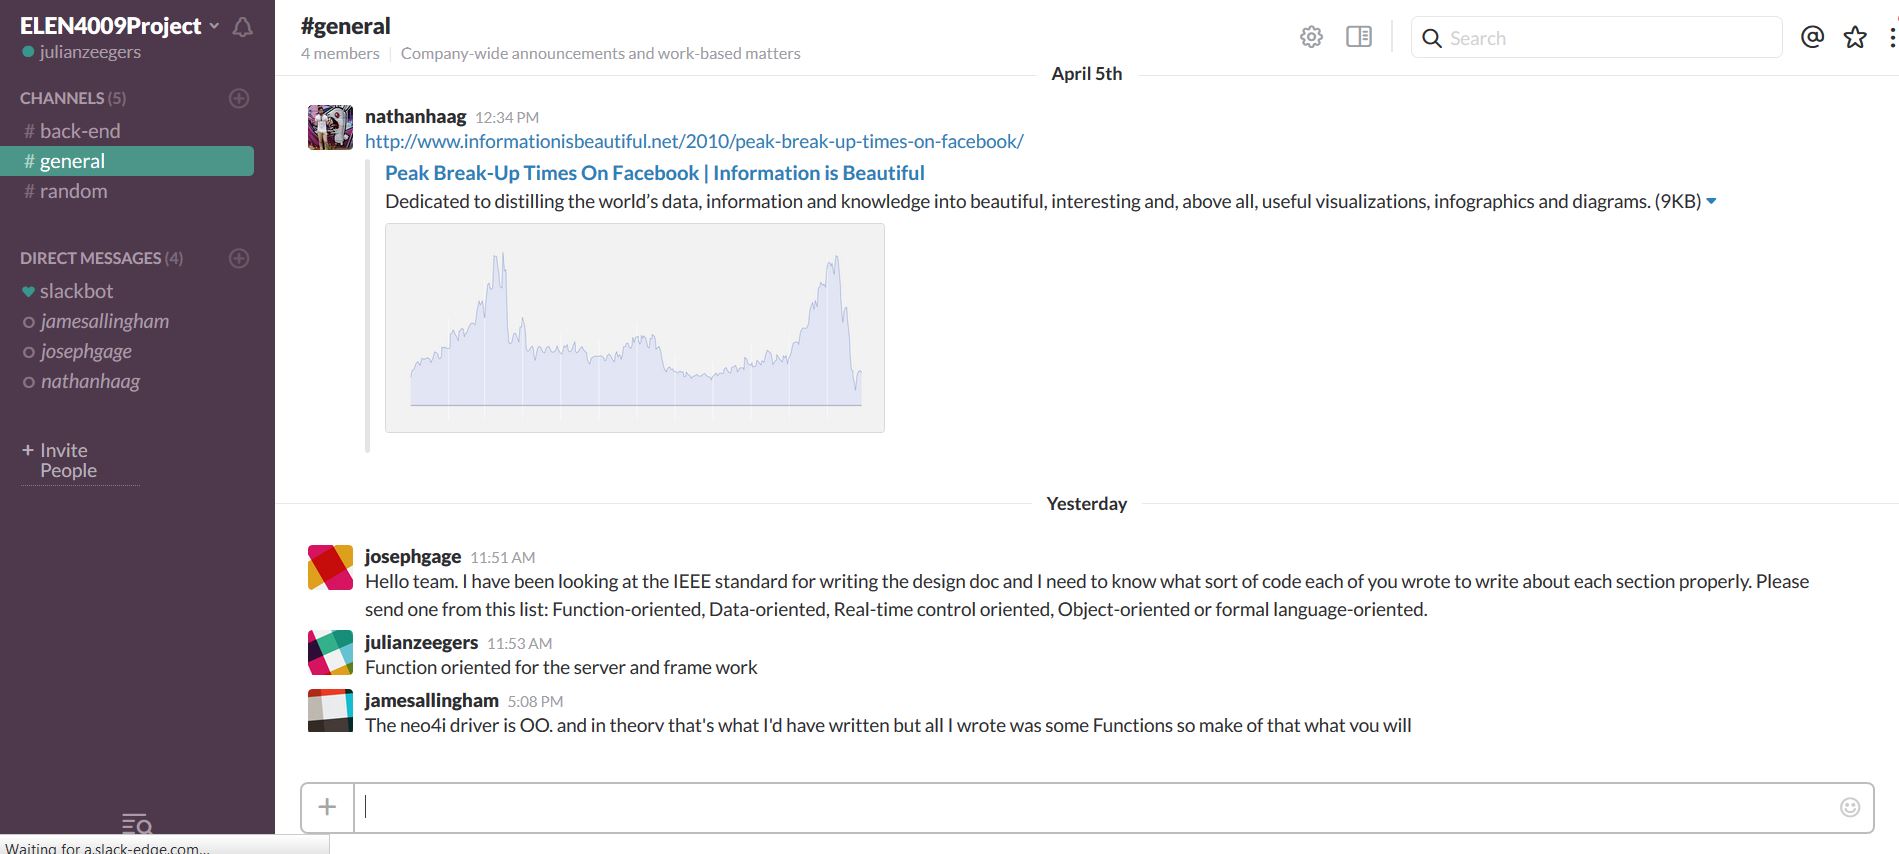 ELEN4009Project
julianzeegers
CHANNELS (5)
# back-end
# general
# random
DIRECT MESSAGES (4)
slackbot
jamesallingham
josephgage
nathanhaag
+ Invite
People
Waiting for a.slack-edge.com...
#general
4 members | Company-wide announcements and work-based matters
Search
April 5th
nathanhaag 12:34 PM
http://www.informationisbeautiful.net/2010/peak-break-up-times-on-facebook/
Peak Break-Up Times On Facebook | Information is Beautiful
Dedicated to distilling the world’s data, information and knowledge into beautiful, interesting and, above all, useful visualizations, infographics and diagrams. (9KB)
Yesterday
josephgage 11:51 AM
Hello team. I have been looking at the IEEE standard for writing the design doc and I need to know what sort of code each of you wrote to write about each section properly. Please
send one from this list: Function-oriented, Data-oriented, Real-time control oriented, Object-oriented or formal language-oriented.
julianzeegers 11:53 AM
Function oriented for the server and frame work
jamesallingham 5:08 PM
The neo4j driver is OO, and in theory that's what I'd have written but all I wrote was some Functions so make of that what you will